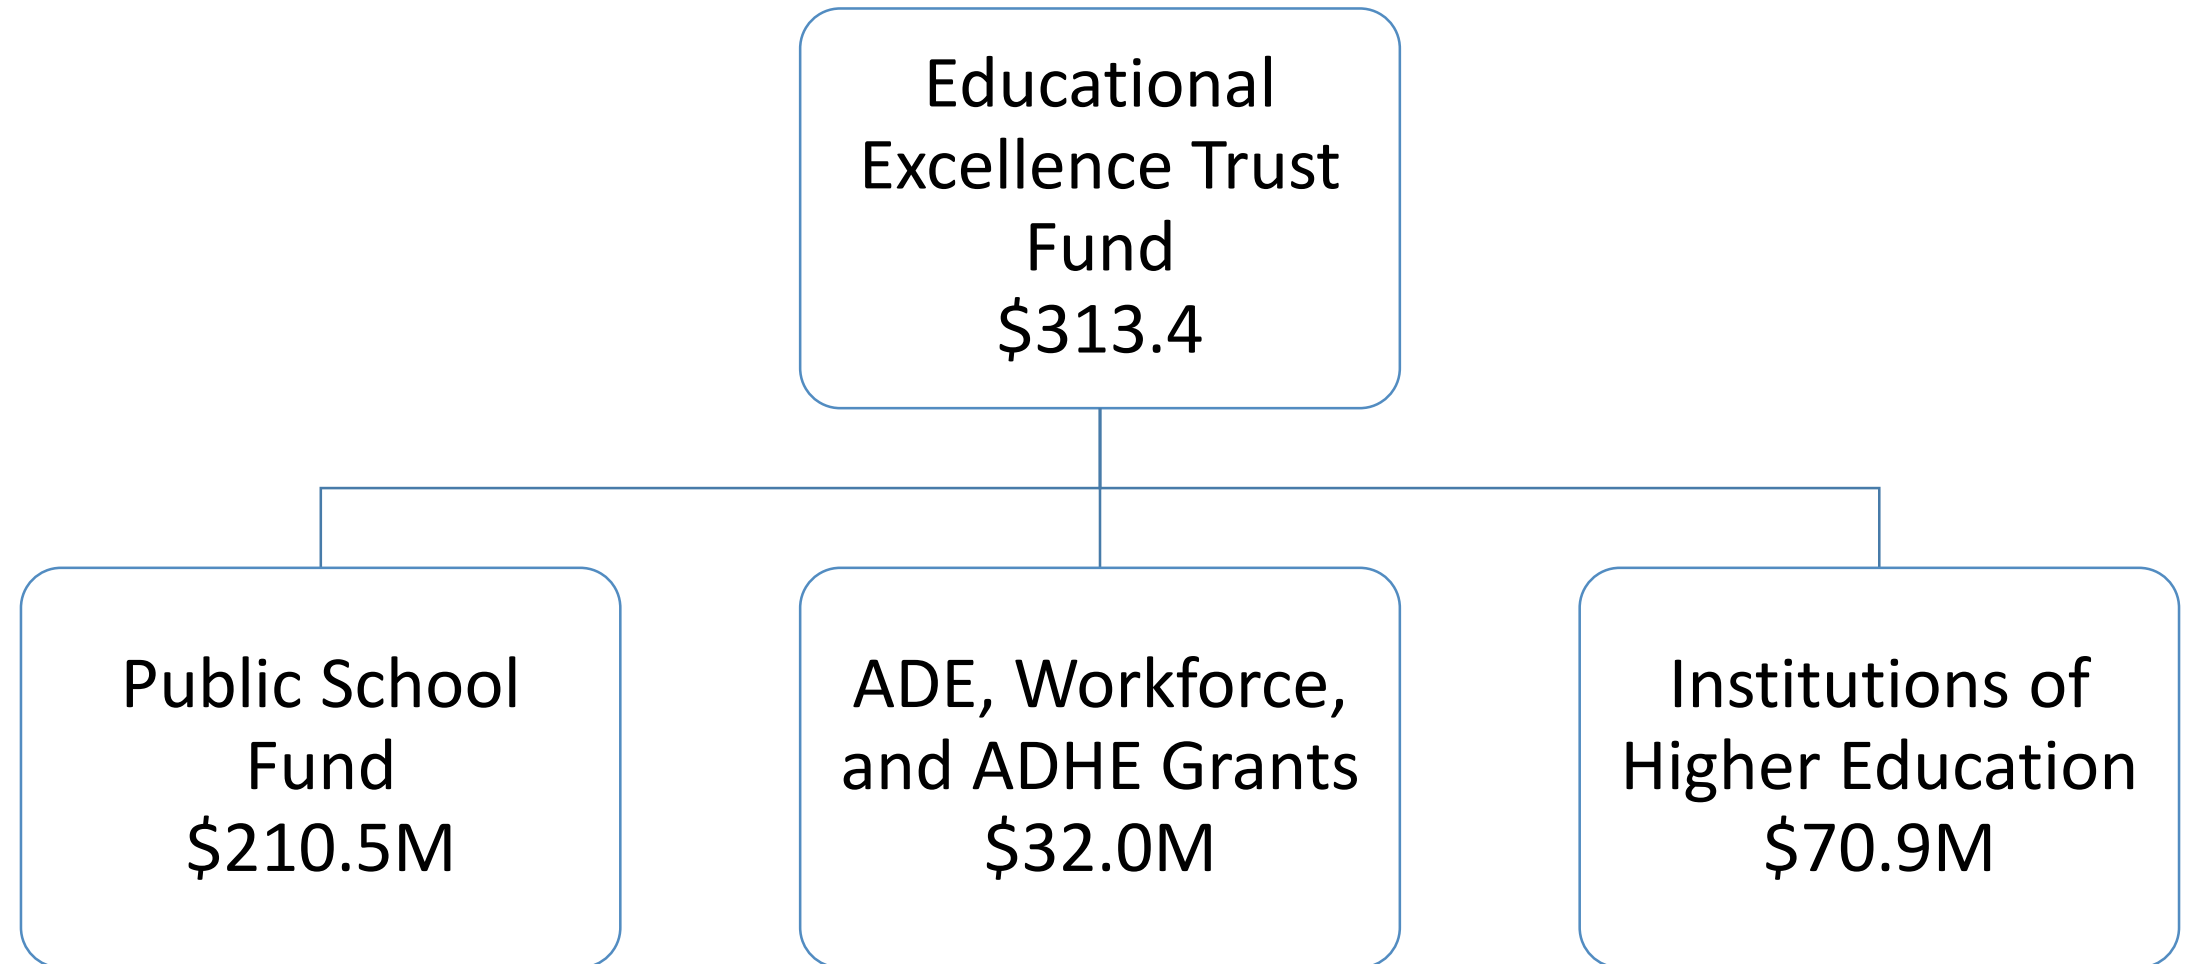 Educational
Excellence Trust
Fund
$313.4
Public School
Fund
$210.5M
ADE, Workforce,
and ADHE Grants
$32.0M
Institutions of
Higher Education
$70.9M